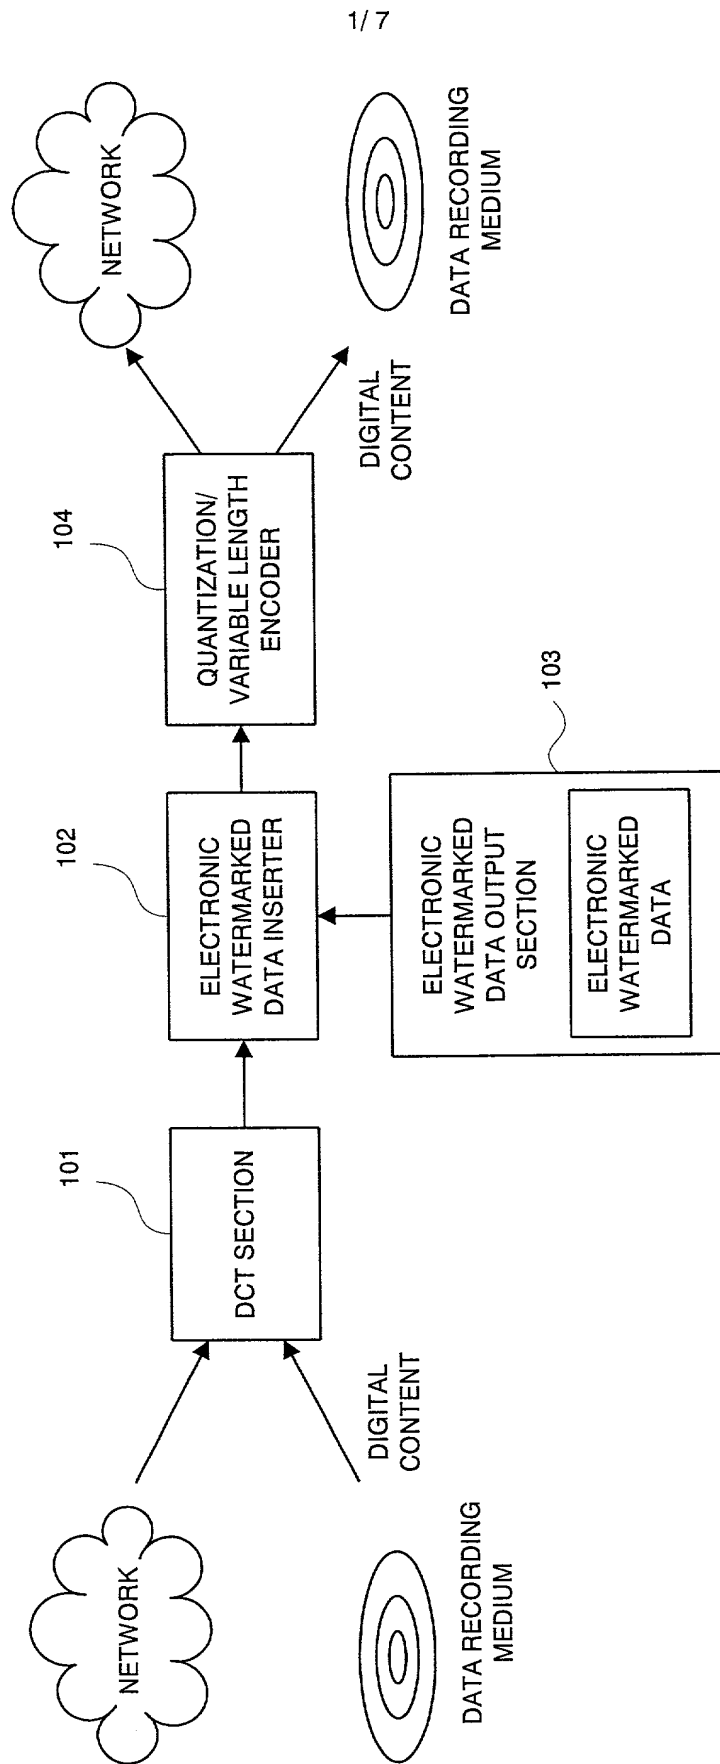 1/7
NETWORK
DATA RECORDING
MEDIUM
DIGITAL
CONTENT
101
DCT SECTION
102
ELECTRONIC
WATERMARKED
DATA INSERTER
103
ELECTRONIC
WATERMARKED
DATA OUTPUT
SECTION
ELECTRONIC
WATERMARKED
DATA
104
QUANTIZATION/
VARIABLE LENGTH
ENCODER
DIGITAL
CONTENT
NETWORK
DATA RECORDING
MEDIUM